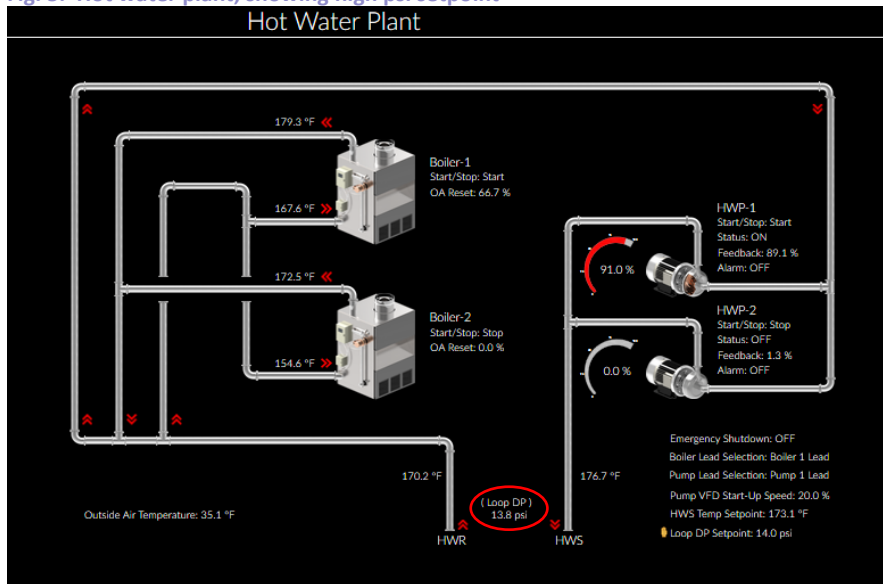 Hot Water Plant
179.3 °F
Boiler-1
Start/Stop: Start
OA Reset: 66.7 %
167.6 °F
HWP-1
Start/Stop: Start
Status: ON
Feedback: 89.1 %
Alarm: OFF
91.0 %
172.5 °F
Boiler-2
Start/Stop: Stop
OA Reset: 0.0 %
154.6 °F
HWP-2
Start/Stop: Stop
Status: OFF
Feedback: 1.3 %
Alarm: OFF
0.0 %
Emergency Shutdown: OFF
Boiler Lead Selection: Boiler 1 Lead
Pump Lead Selection: Pump 1 Lead
Pump VFD Start-Up Speed: 20.0 %
HWS Temp Setpoint: 173.1 °F
Loop DP Setpoint: 14.0 psi
170.2 °F
( Loop DP )
13.8 psi
176.7 °F
Outside Air Temperature: 35.1 °F
HWR
HWS